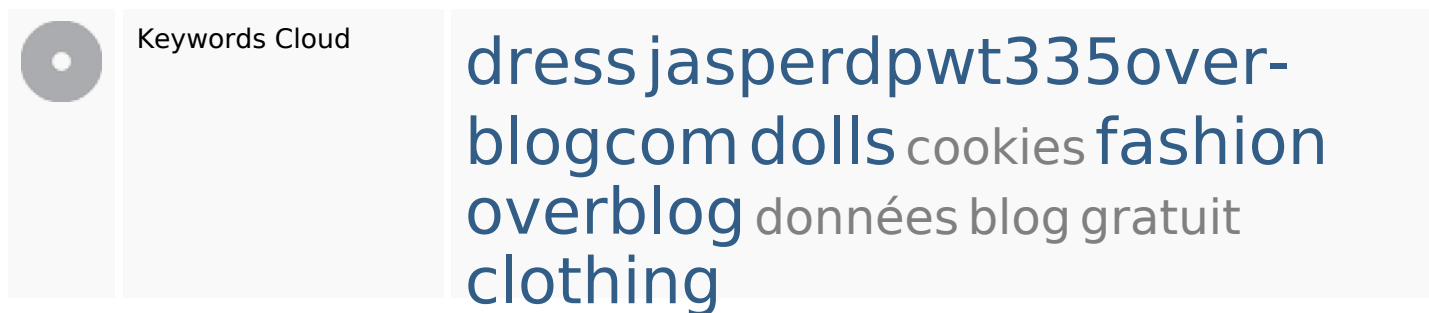 Keywords Cloud
dress jasperdpwt335over-
blogcom dolls cookies fashion
overblog données blog gratuit
clothing